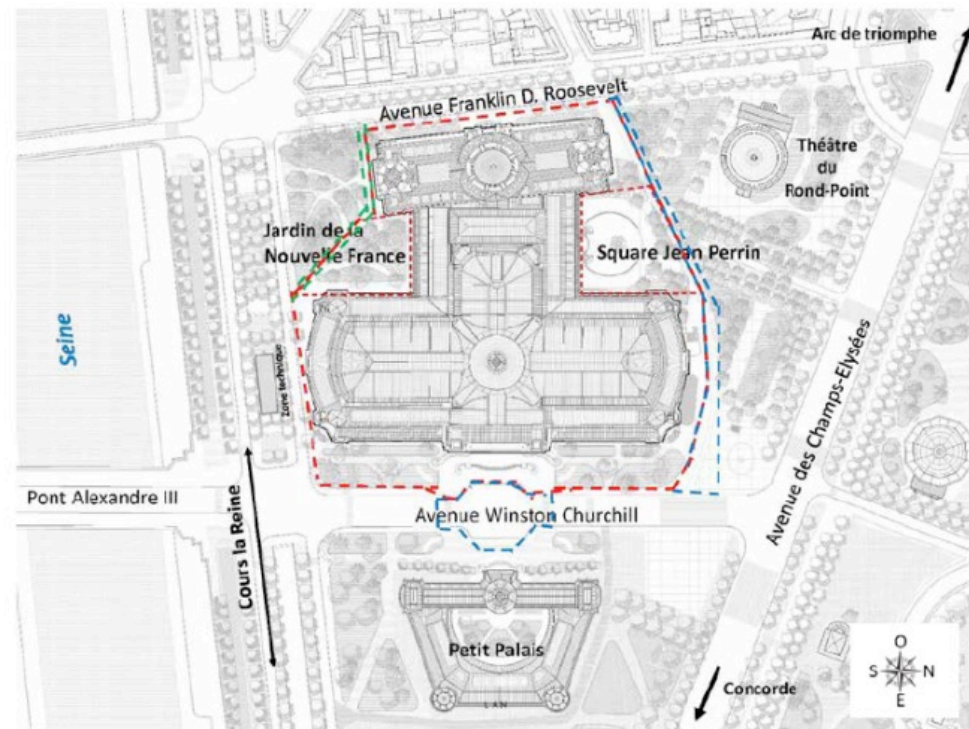 Arc de triomphe
Avenue Franklin D. Roosevelt
Théâtre
du
Rond-Point
Jardin de la
Nouvelle France
Square Jean Perrin
Seine
Zone technique
Avenue des Champs-Elysées
Pont Alexandre III
Cours la Reine
Avenue Winston Churchill
Petit Palais
Concorde
O
S N
E